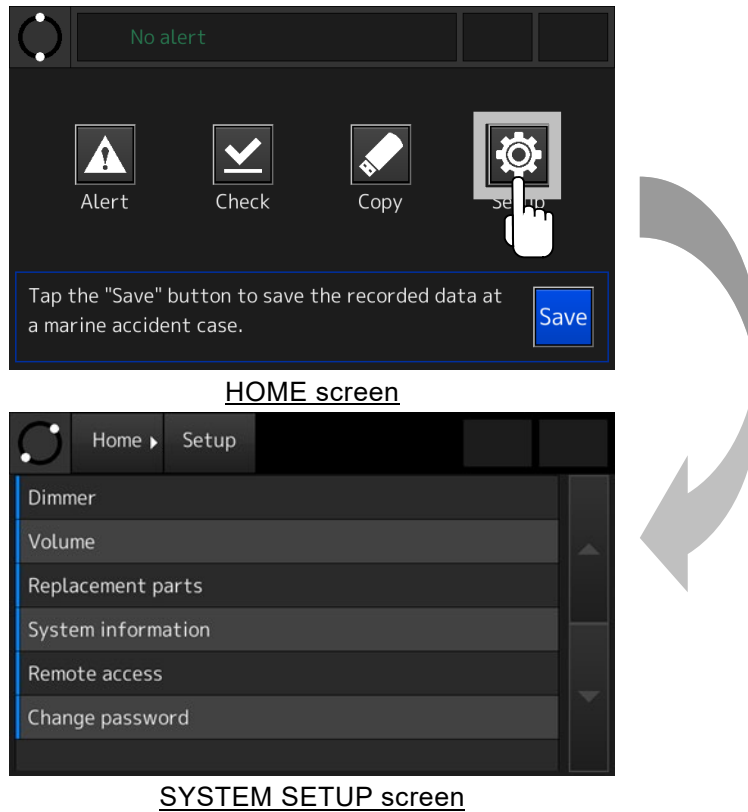 No alert
Alert Check Copy Setup
Tap the "Save" button to save the recorded data at
a marine accident case.
Save
HOME screen
Home Setup
Dimmer
Volume
Replacement parts
System information
Remote access
Change password
SYSTEM SETUP screen